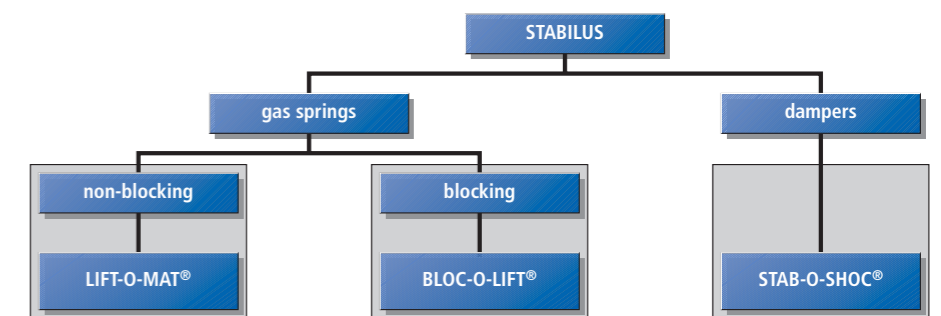 STABILUS
gas springs
dampers
non-blocking
blocking
LIFT-O-MAT®
BLOC-O-LIFT®
STAB-O-SHOC®